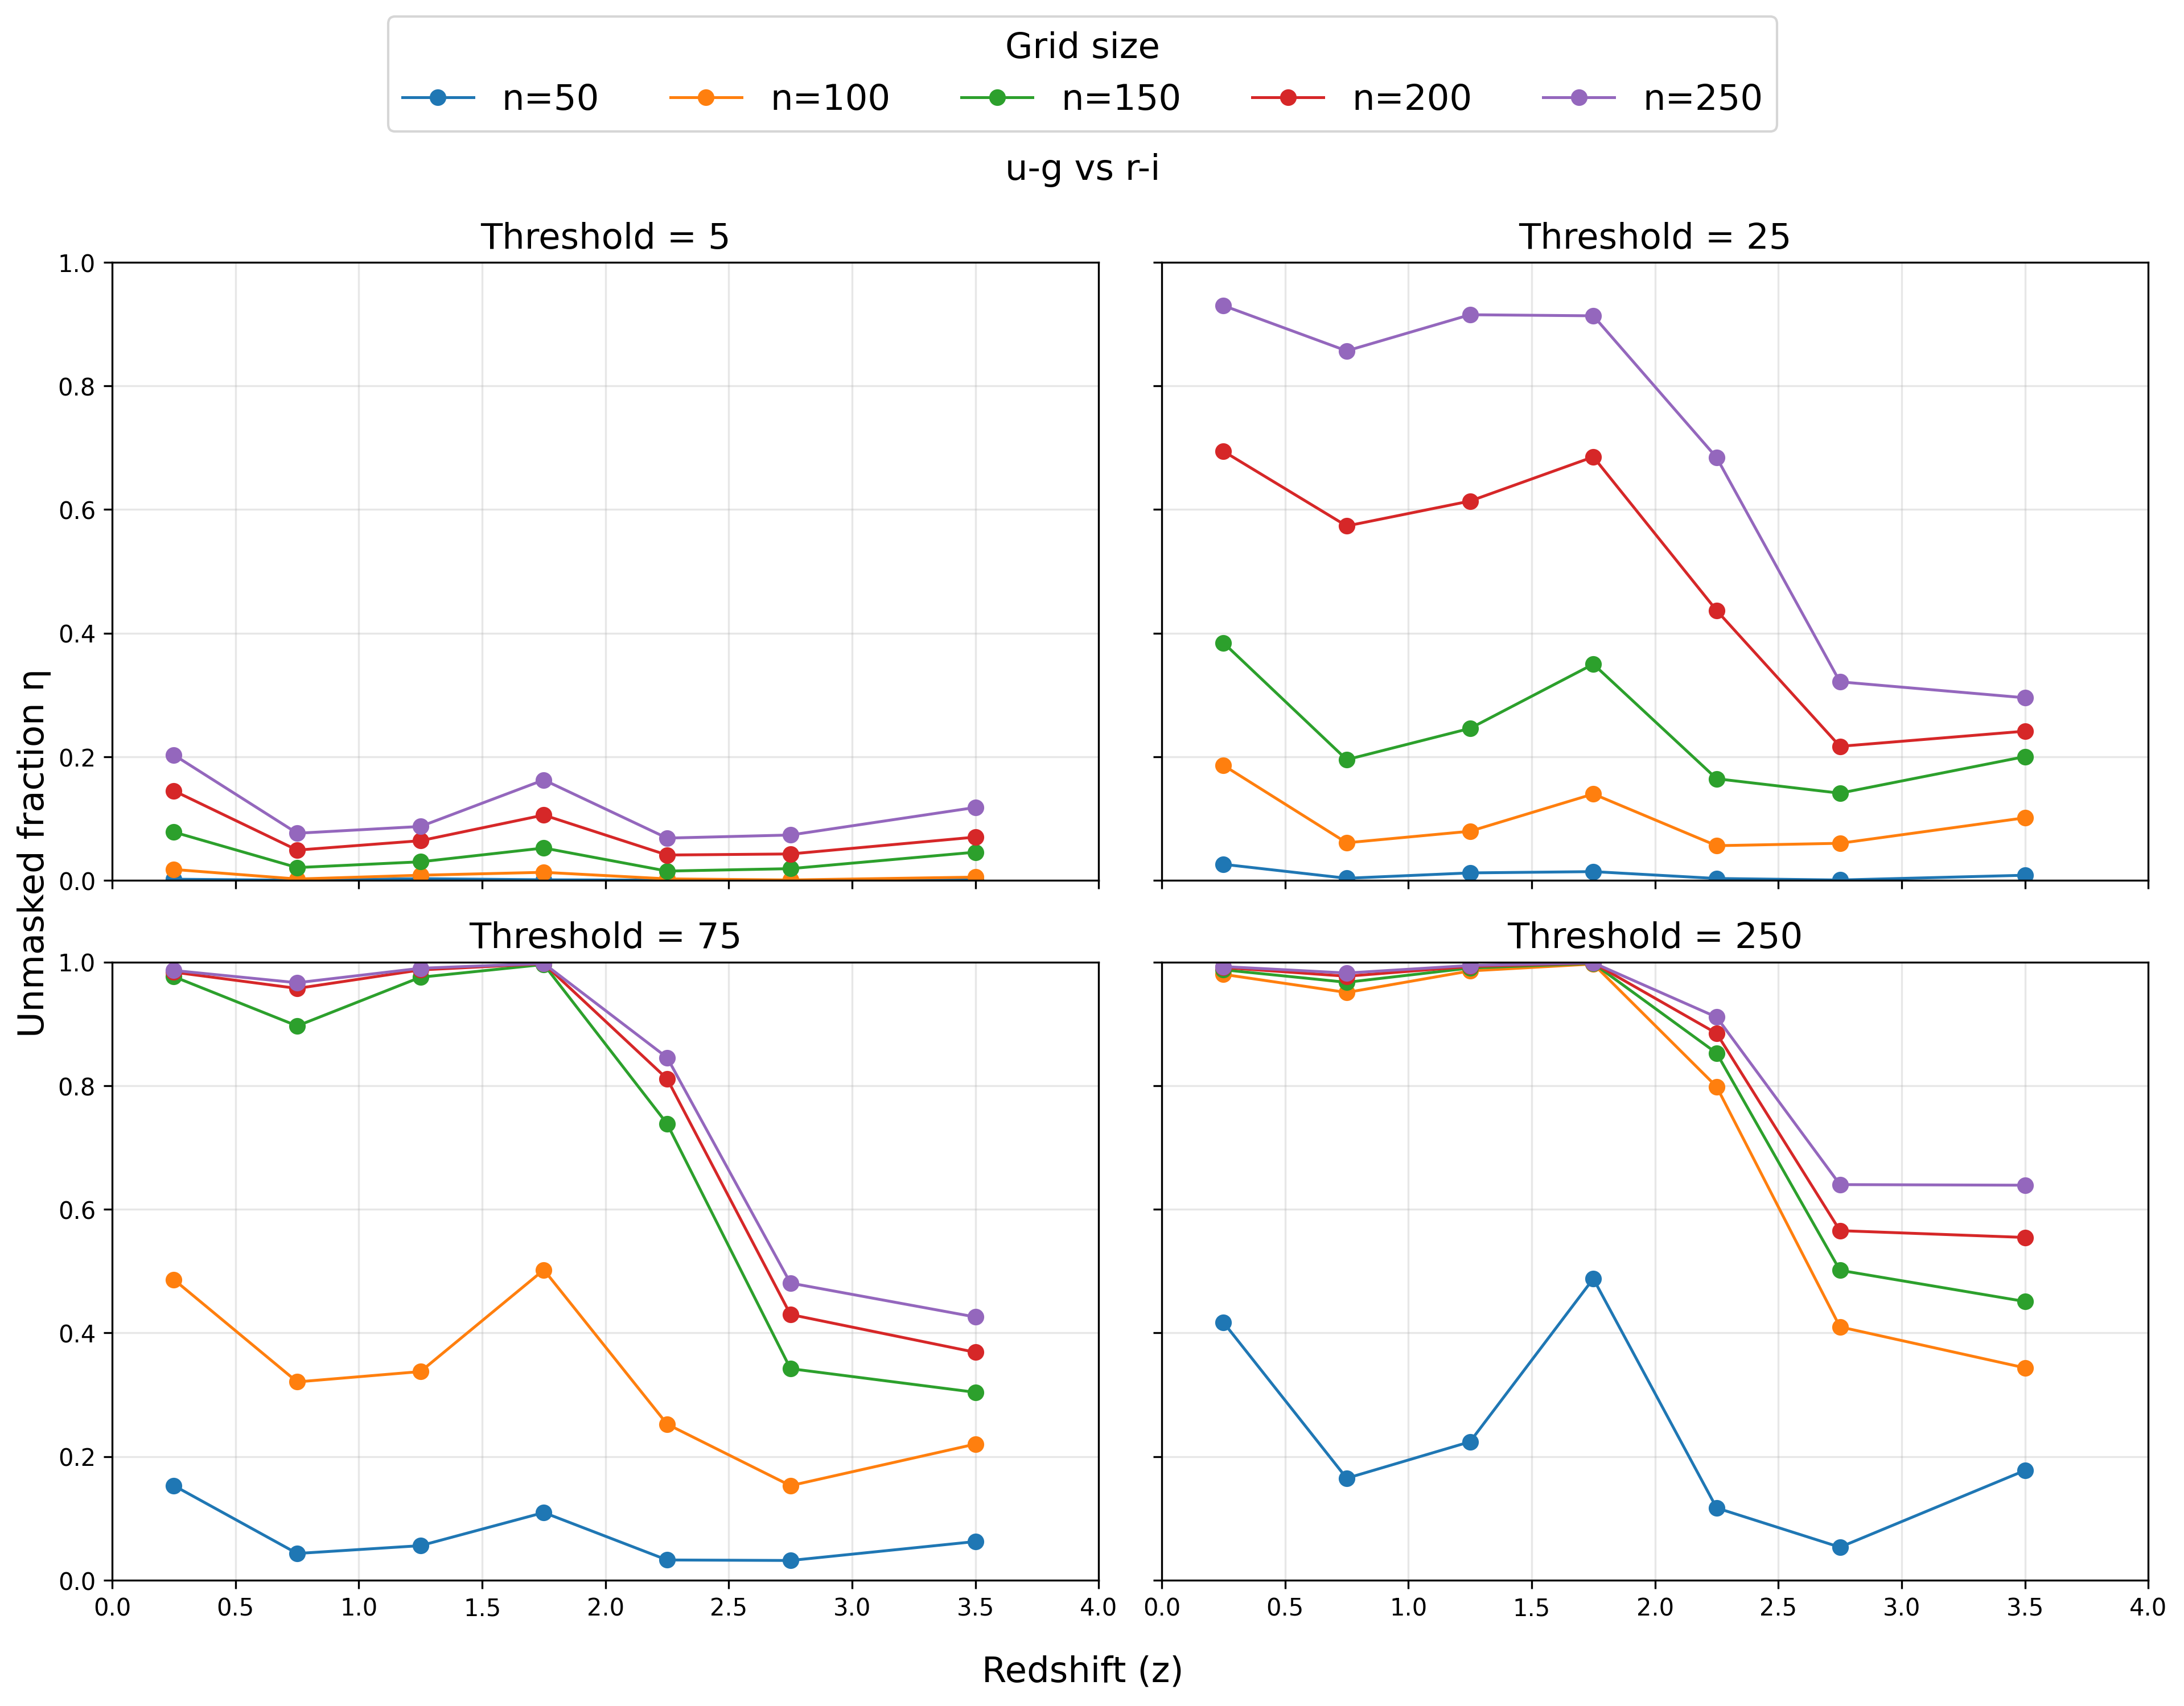 Grid size
n=50 n=100 n=150 n=200 n=250
u-g vs r-i
Threshold = 5
1.0
0.8
0.6
0.4
0.2
0.0
Threshold = 25
Unmasked fraction η
Threshold = 75
1.0
0.8
0.6
0.4
0.2
0.0
0.0 0.5 1.0 1.5 2.0 2.5 3.0 3.5 4.0
Threshold = 250
0.0 0.5 1.0 1.5 2.0 2.5 3.0 3.5 4.0
Redshift (z)